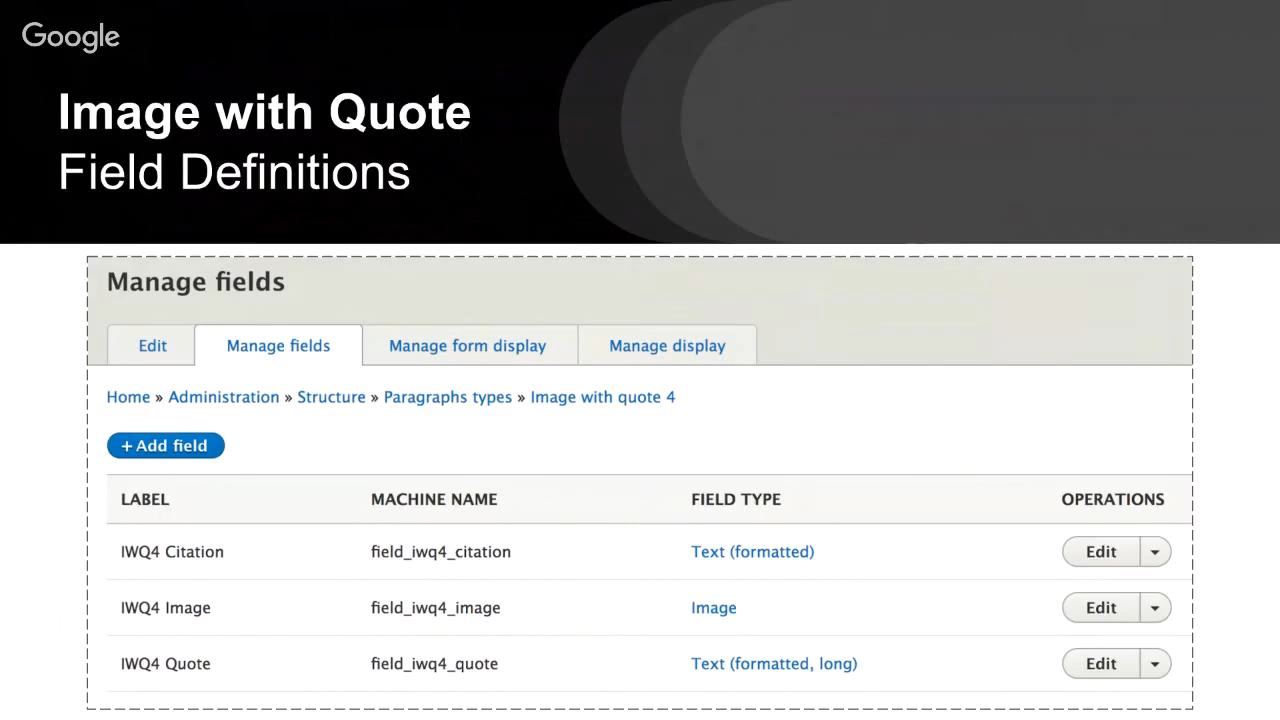 Google
Image with Quote
Field Definitions
Manage fields
Edit Manage fields Manage form display Manage display
Home » Administration » Structure » Paragraphs types » Image with quote 4
+ Add field
LABEL MACHINE NAME FIELD TYPE OPERATIONS
IWQ4 Citation field_iwq4_citation Text (formatted) Edit
IWQ4 Image field_iwq4_image Image Edit
IWQ4 Quote field_iwq4_quote Text (formatted, long) Edit